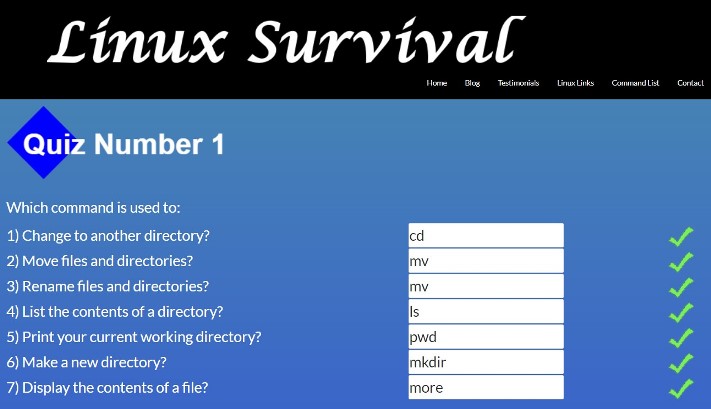 Linux Survival
Home Blog Testimonials Linux Links Command List Contact
Quiz Number 1
Which command is used to:
1) Change to another directory? cd
2) Move files and directories? mv
3) Rename files and directories? mv
4) List the contents of a directory? ls
5) Print your current working directory? pwd
6) Make a new directory? mkdir
7) Display the contents of a file? more